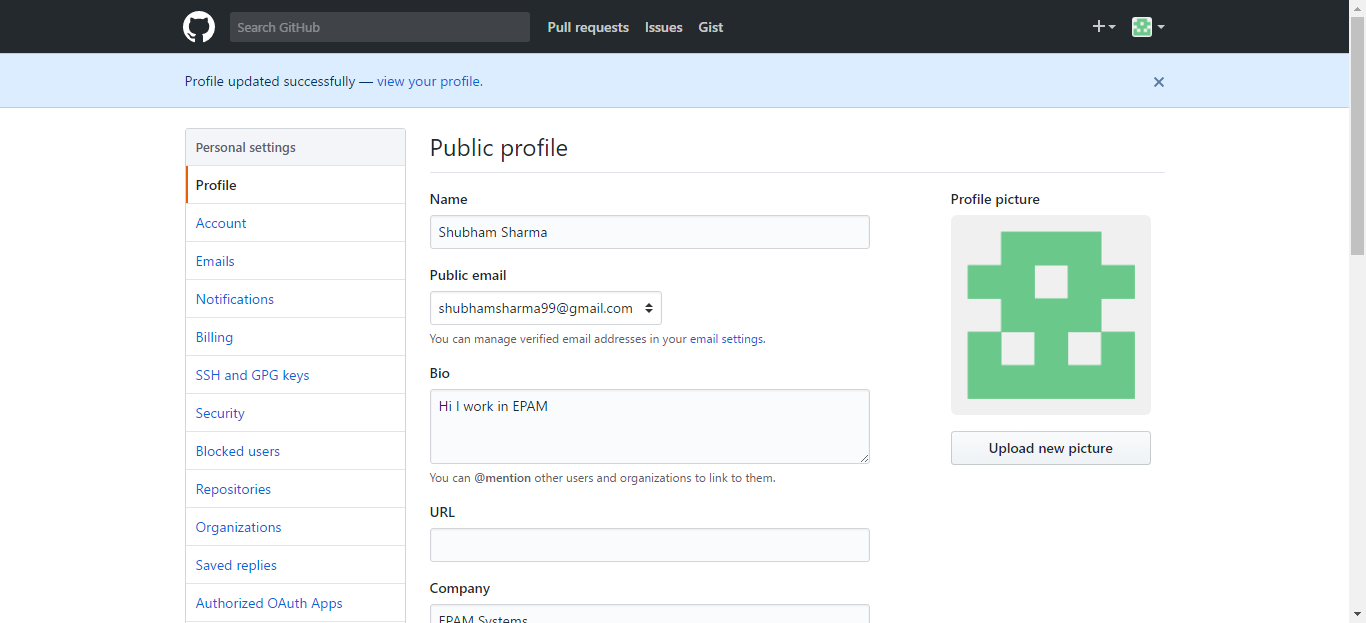 Search GitHub
Pull requests
Issues
Gist
Profile updated successfully — view your profile.
Personal settings
Profile
Account
Emails
Notifications
Billing
SSH and GPG keys
Security
Blocked users
Repositories
Organizations
Saved replies
Authorized OAuth Apps
Public profile
Name
Shubham Sharma
Public email
shubhamsharma99@gmail.com
You can manage verified email addresses in your email settings.
Bio
Hi I work in EPAM
You can @mention other users and organizations to link to them.
URL
Company
EPAM Systems
Profile picture
Upload new picture